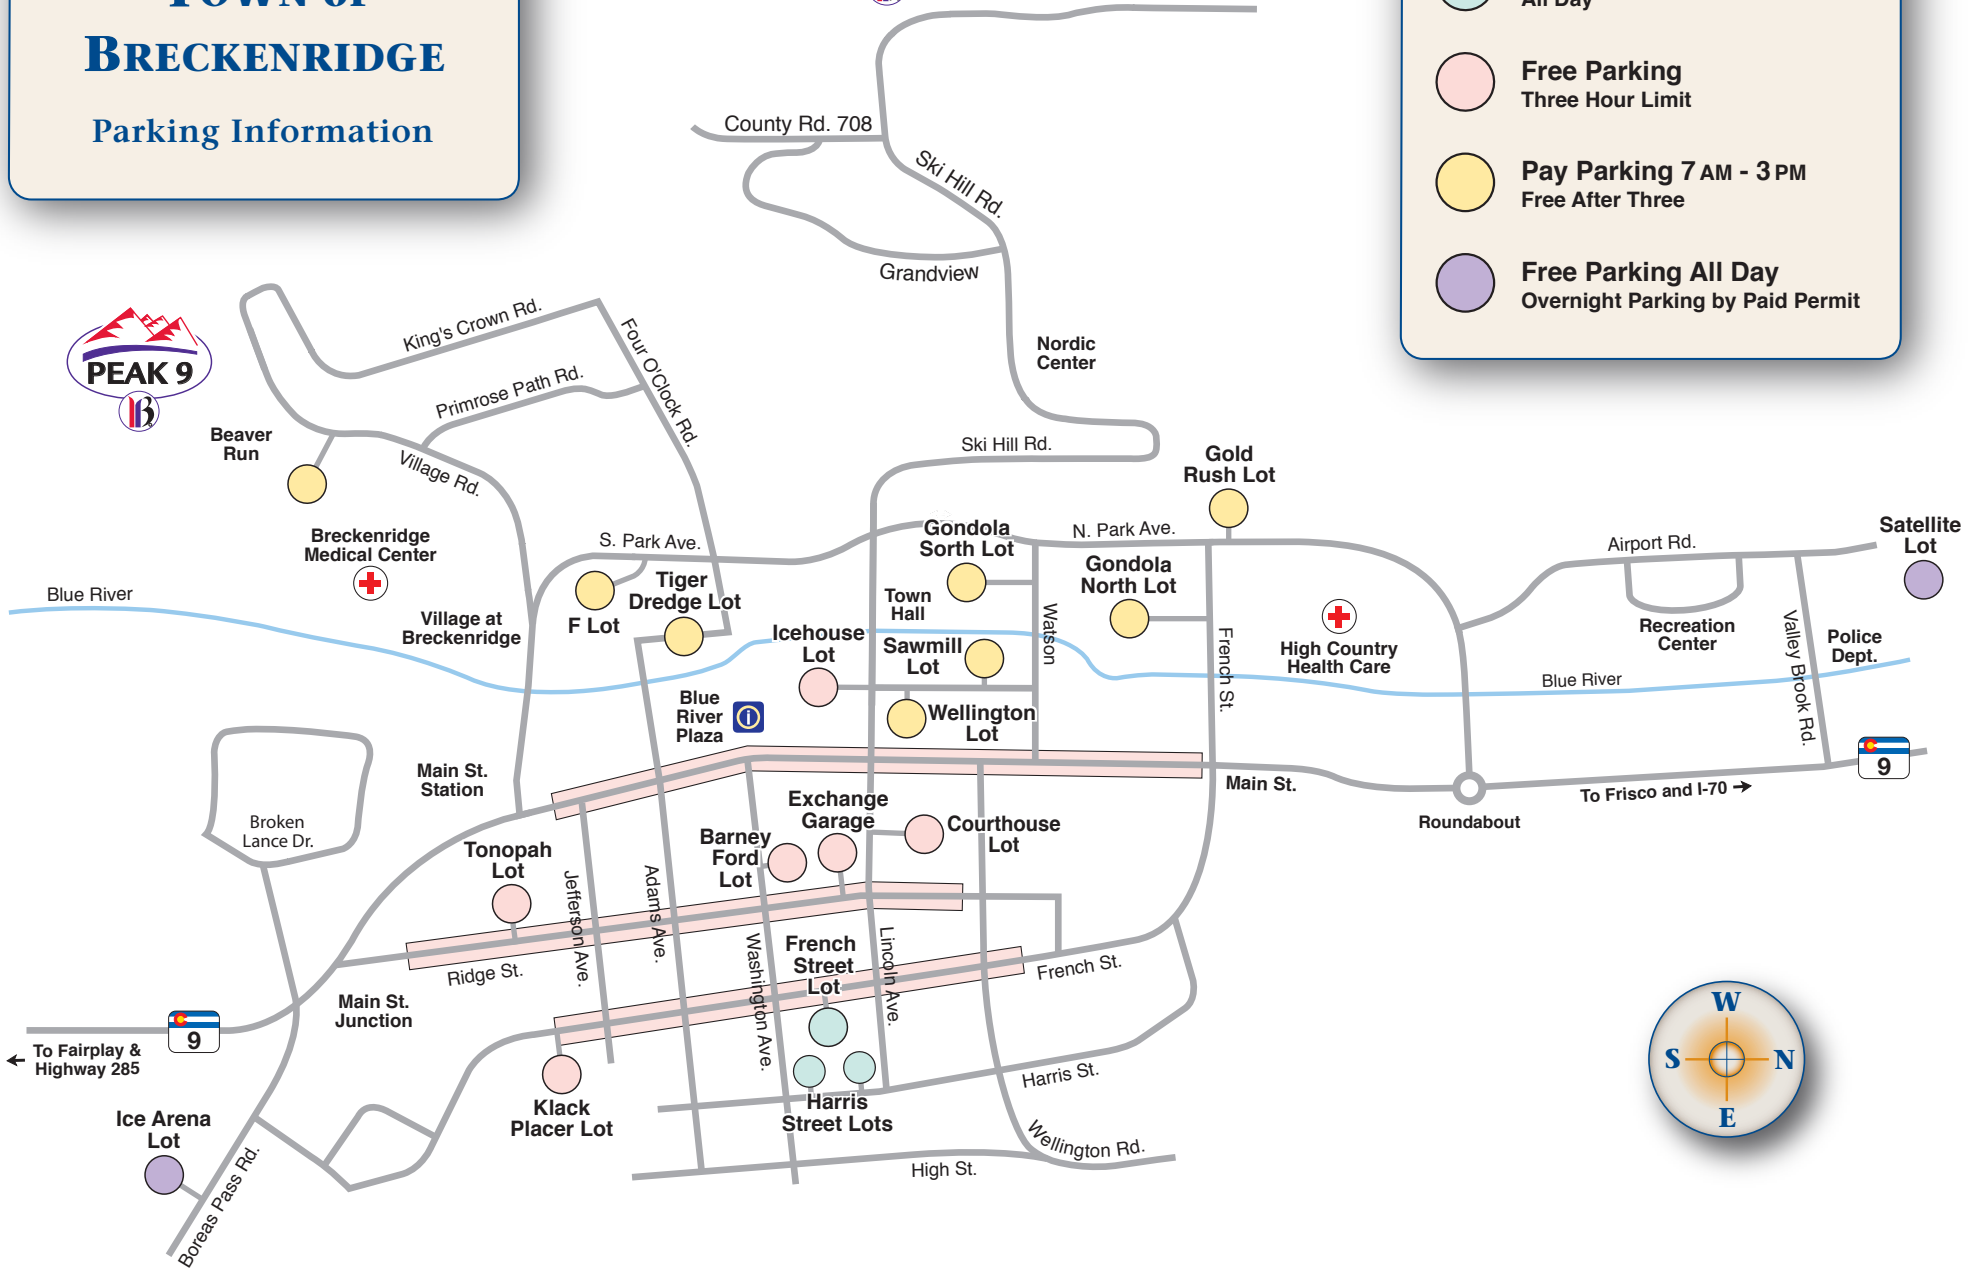 TOWN OF
BRECKENRIDGE
Parking Information
All Day
Free Parking
Three Hour Limit
Pay Parking 7 AM - 3 PM
Free After Three
Free Parking All Day
Overnight Parking by Paid Permit
County Rd. 708
Ski Hill Rd.
Grandview
Nordic
Center
King's Crown Rd.
Four O'Clock Rd.
Primrose Path Rd.
PEAK 9
B
Beaver
Run
Village Rd.
Ski Hill Rd.
Gold
Rush Lot
Breckenridge
Medical Center
S. Park Ave.
Gondola
Sorth Lot
N. Park Ave.
Gondola
North Lot
Airport Rd.
Satellite
Lot
Blue River
Village at
Breckenridge
F Lot
Tiger
Dredge Lot
Town
Hall
Icehouse
Lot
Sawmill
Lot
Watson
French St.
High Country
Health Care
Recreation
Center
Valley Brook Rd.
Police
Dept.
Blue River
Blue
River
Plaza
i
Wellington
Lot
Main St.
Station
Main St.
Roundabout
To Frisco and I-70
9
Broken
Lance Dr.
Exchange
Garage
Courthouse
Lot
Barney
Ford
Lot
Tonopah
Lot
Jefferson Ave.
Adams Ave.
Washington Ave.
Lincoln Ave.
French
Street
Lot
Ridge St.
French St.
Main St.
Junction
9
To Fairplay &
Highway 285
Klack
Placer Lot
Harris
Street Lots
Harris St.
Wellington Rd.
High St.
Ice Arena
Lot
Boreas Pass Rd.
W
S
N
E